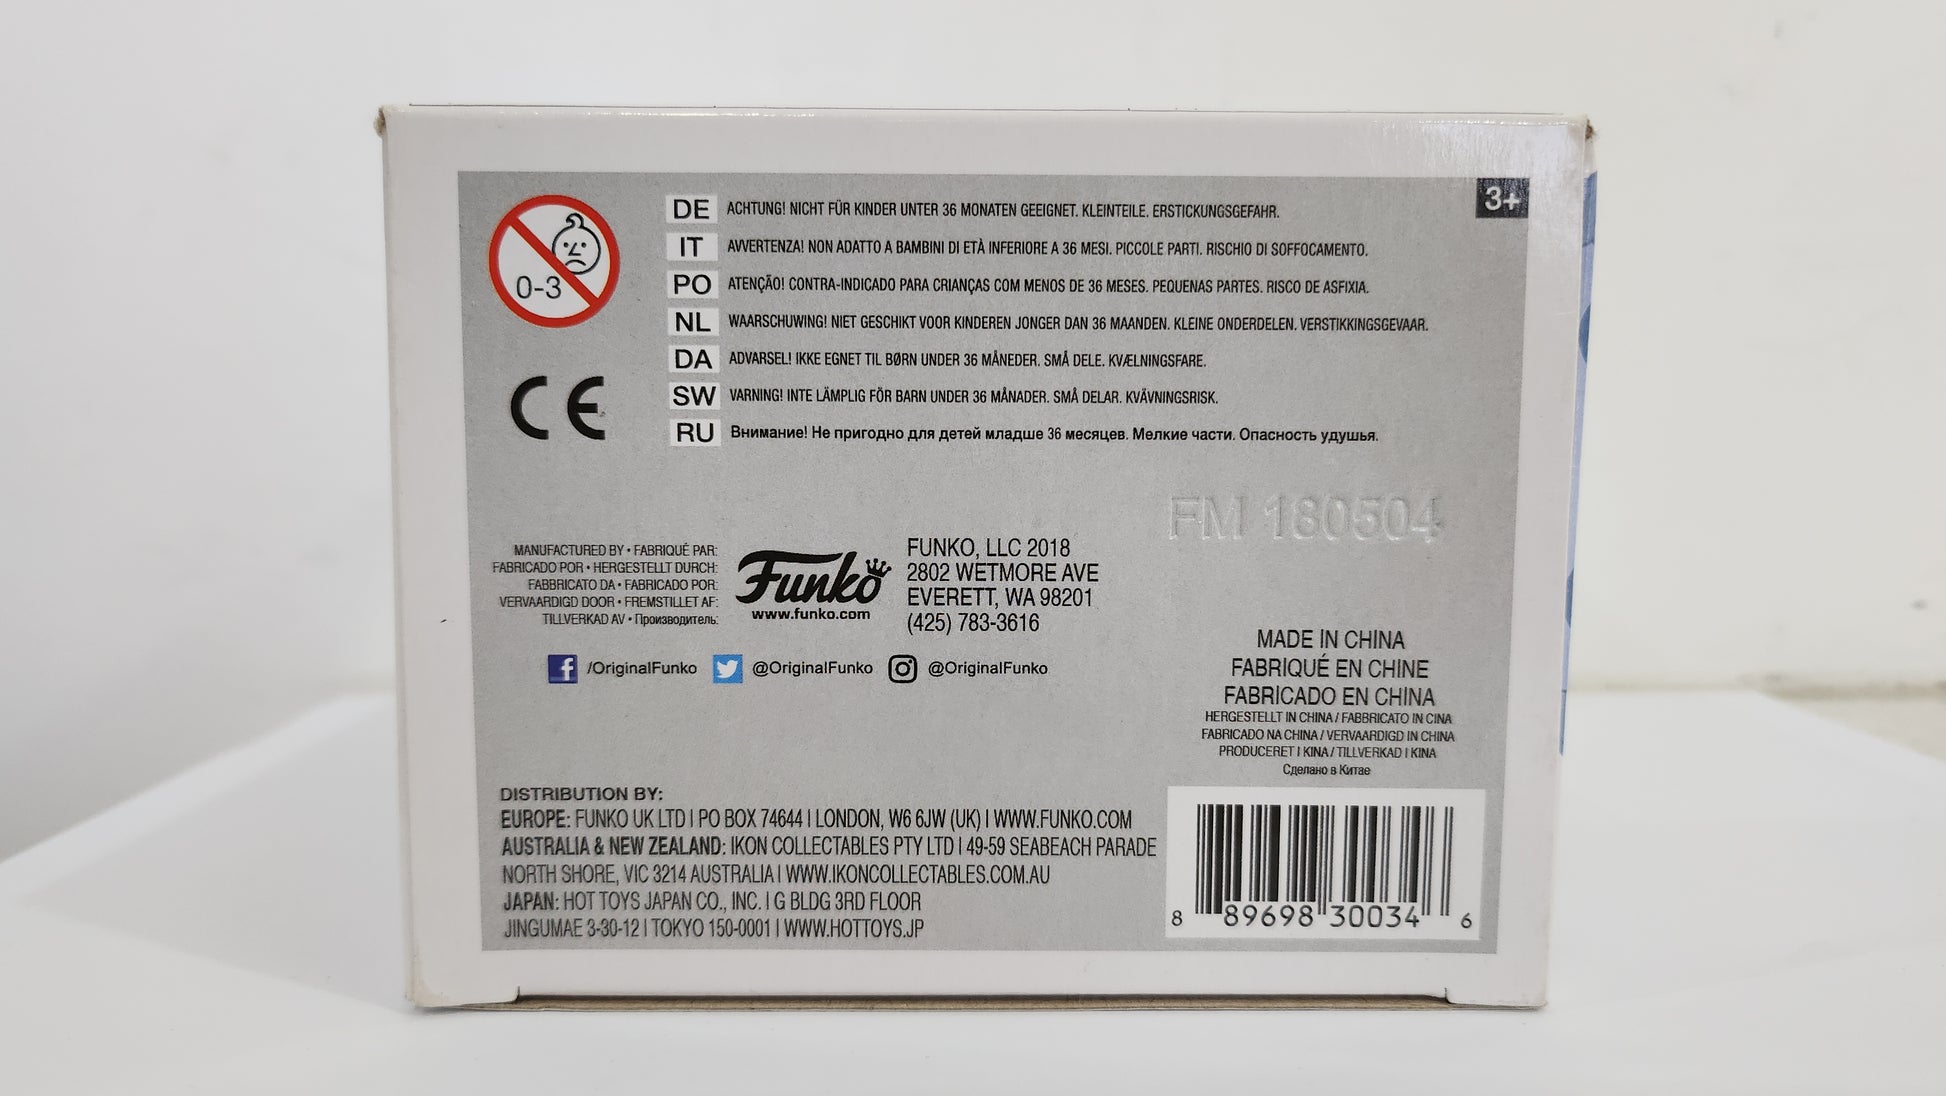 3+
0-3
DE ACHTUNG! NICHT FÜR KINDER UNTER 36 MONATEN GEEIGNET. KLEINTEILE. ERSTICKUNGSGEFAHR.
IT AVVERTENZA! NON ADATTO A BAMBINI DI ETÀ INFERIORE A 36 MESI. PICCOLE PARTI. RISCHIO DI SOFFOCAMENTO.
PO ATENÇÃO! CONTRA-INDICADO PARA CRIANÇAS COM MENOS DE 36 MESES. PEQUENAS PARTES. RISCO DE ASFIXIA.
NL WAARSCHUWING! NIET GESCHIKT VOOR KINDEREN JONGER DAN 36 MAANDEN. KLEINE ONDERDELEN. VERSTIKKINGSGEVAAR.
DA ADVARSEL! IKKE EGNET TIL BØRN UNDER 36 MÅNEDER. SMÅ DELE. KVÆLNINGSFARE.
SW VARNING! INTE LÄMPLIG FÖR BARN UNDER 36 MÅNADER. SMÅ DELAR. KVÄVNINGSRISK.
RU Внимание! Не пригодно для детей младше 36 месяцев. Мелкие части. Опасность удушья.
CE
FM 180504
MANUFACTURED BY • FABRIQUÉ PAR:
FABRICADO POR • HERGESTELLT DURCH:
FABBRICATO DA • FABRICADO POR:
VERVAARDIGD DOOR • FREMSTILLET AF:
TILLVERKAD AV • Производитель:
Funko
www.funko.com
FUNKO, LLC 2018
2802 WETMORE AVE
EVERETT, WA 98201
(425) 783-3616
/OriginalFunko @OriginalFunko @OriginalFunko
MADE IN CHINA
FABRIQUÉ EN CHINE
FABRICADO EN CHINA
HERGESTELLT IN CHINA / FABBRICATO IN CINA
FABRICADO NA CHINA / VERVAARDIGD IN CHINA
PRODUCERET I KINA / TILLVERKAD I KINA
Сделано в Китае
DISTRIBUTION BY:
EUROPE: FUNKO UK LTD | PO BOX 74644 | LONDON, W6 6JW (UK) | WWW.FUNKO.COM
AUSTRALIA & NEW ZEALAND: IKON COLLECTABLES PTY LTD | 49-59 SEABEACH PARADE
NORTH SHORE, VIC 3214 AUSTRALIA | WWW.IKONCOLLECTABLES.COM.AU
JAPAN: HOT TOYS JAPAN CO., INC. | G BLDG 3RD FLOOR
JINGUMAE 3-30-12 | TOKYO 150-0001 | WWW.HOTTOYS.JP
8 89698 30034 6